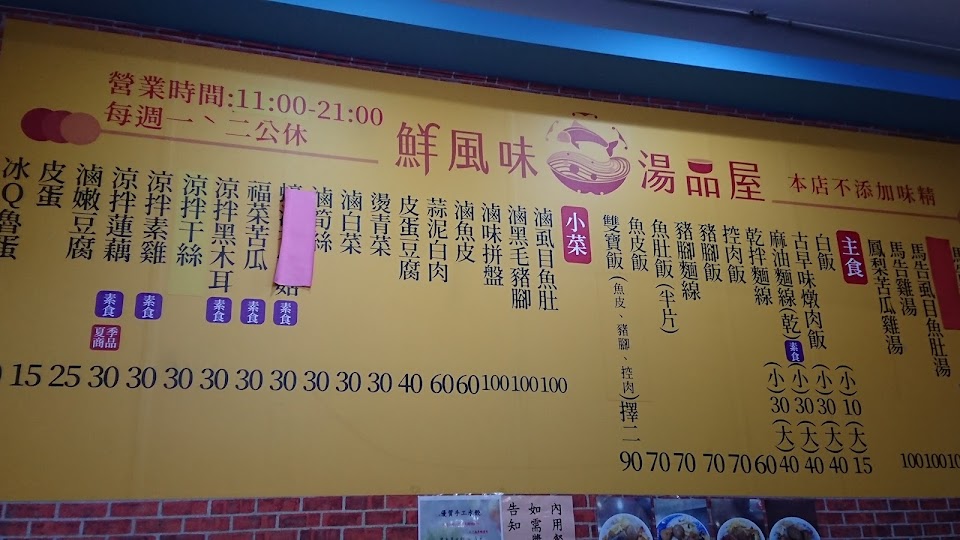 營業時間:11:00-21:00
每週一、二公休
鮮風味
湯品屋
本店不添加味精
馬告虱目魚肚湯 100
馬告雞湯 100
鳳梨苦瓜雞湯 100
主食
白飯 (小)10 (大)15
古早味燉肉飯 (小)30 (大)40
麻油麵線(乾) 素食 (小)30 (大)40
乾拌麵線 (小)30 (大)40
控肉飯 60
豬腳飯 70
豬腳麵線 70
魚肚飯(半片) 70
魚皮飯 70
雙寶飯(魚皮、豬腳、控肉)擇二 90
小菜
滷虱目魚肚 100
滷黑毛豬腳 100
滷味拼盤 100
滷魚皮 60
蒜泥白肉 60
皮蛋豆腐 40
燙青菜 30
滷白菜 30
滷筍絲 30
素食 30
福菜苦瓜 素食 30
涼拌黑木耳 素食 30
涼拌干絲 30
涼拌素雞 素食 30
涼拌蓮藕 素食 夏季商品 30
滷嫩豆腐 25
皮蛋 15
冰Q魯蛋
優質手工水餃
內用
如需
告知